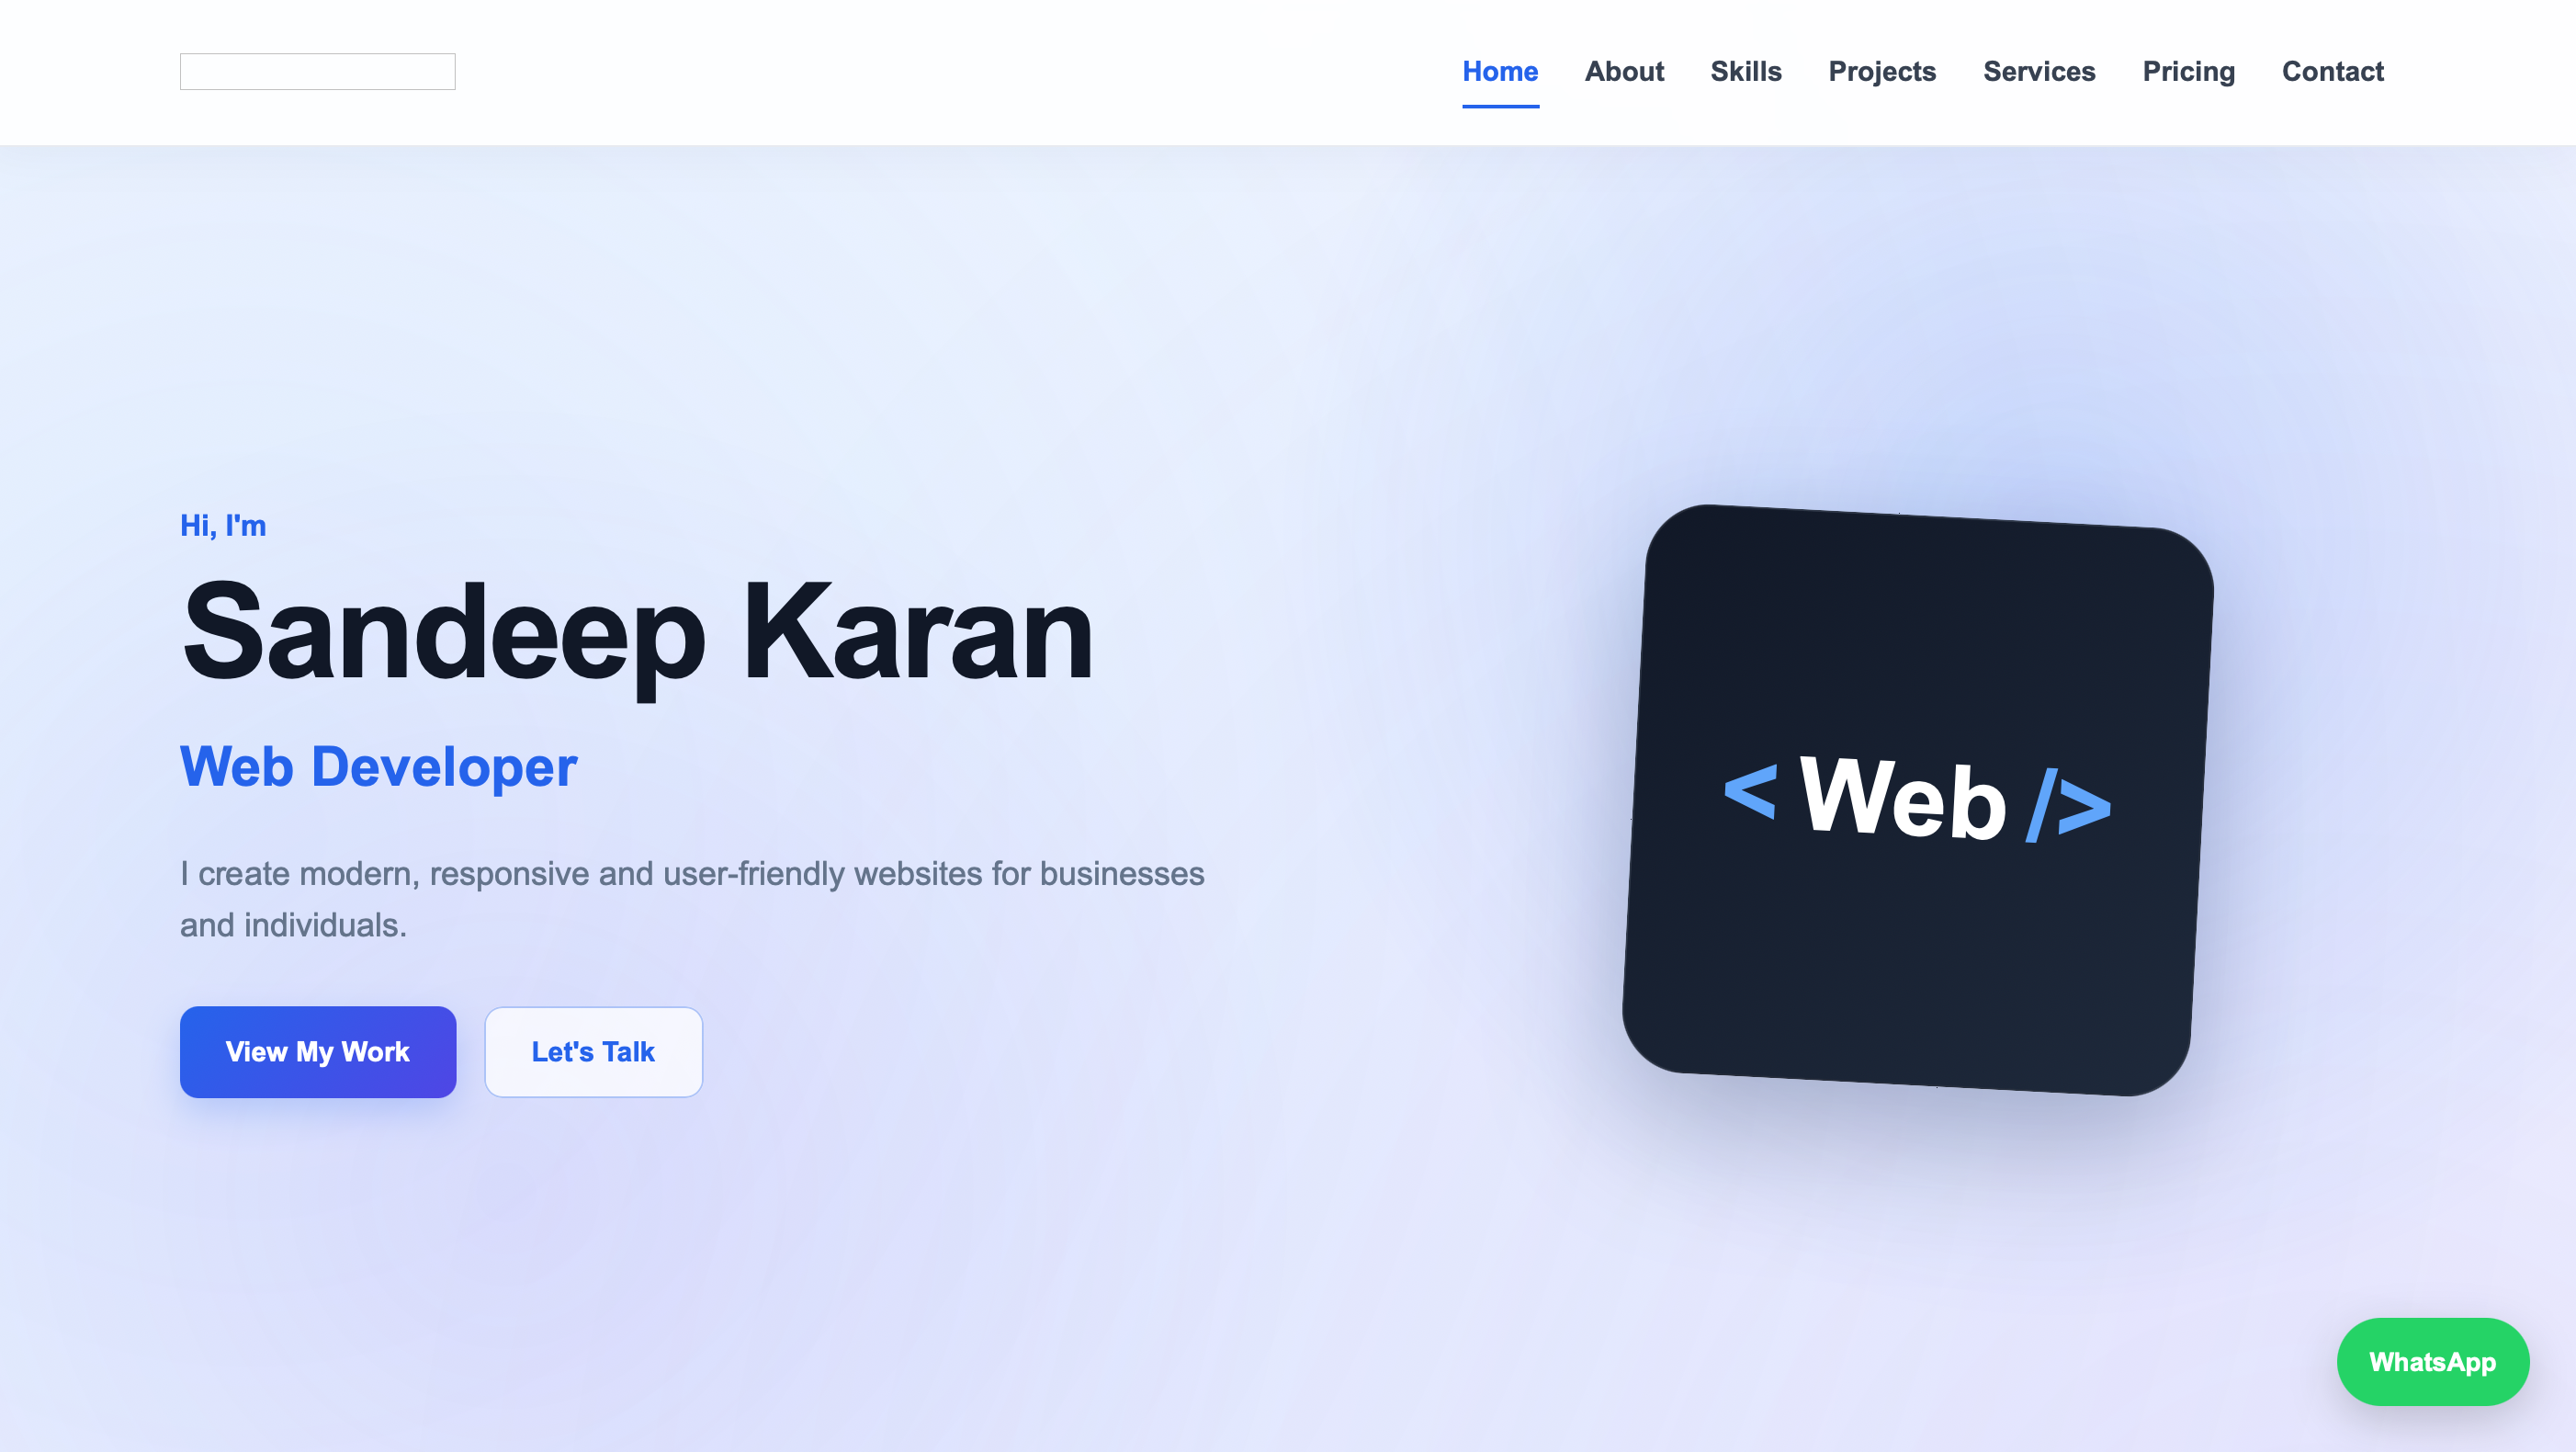 Home About Skills Projects Services Pricing Contact
Hi, I'm
Sandeep Karan
Web Developer
I create modern, responsive and user-friendly websites for businesses
and individuals.
View My Work Let's Talk
< Web />
WhatsApp